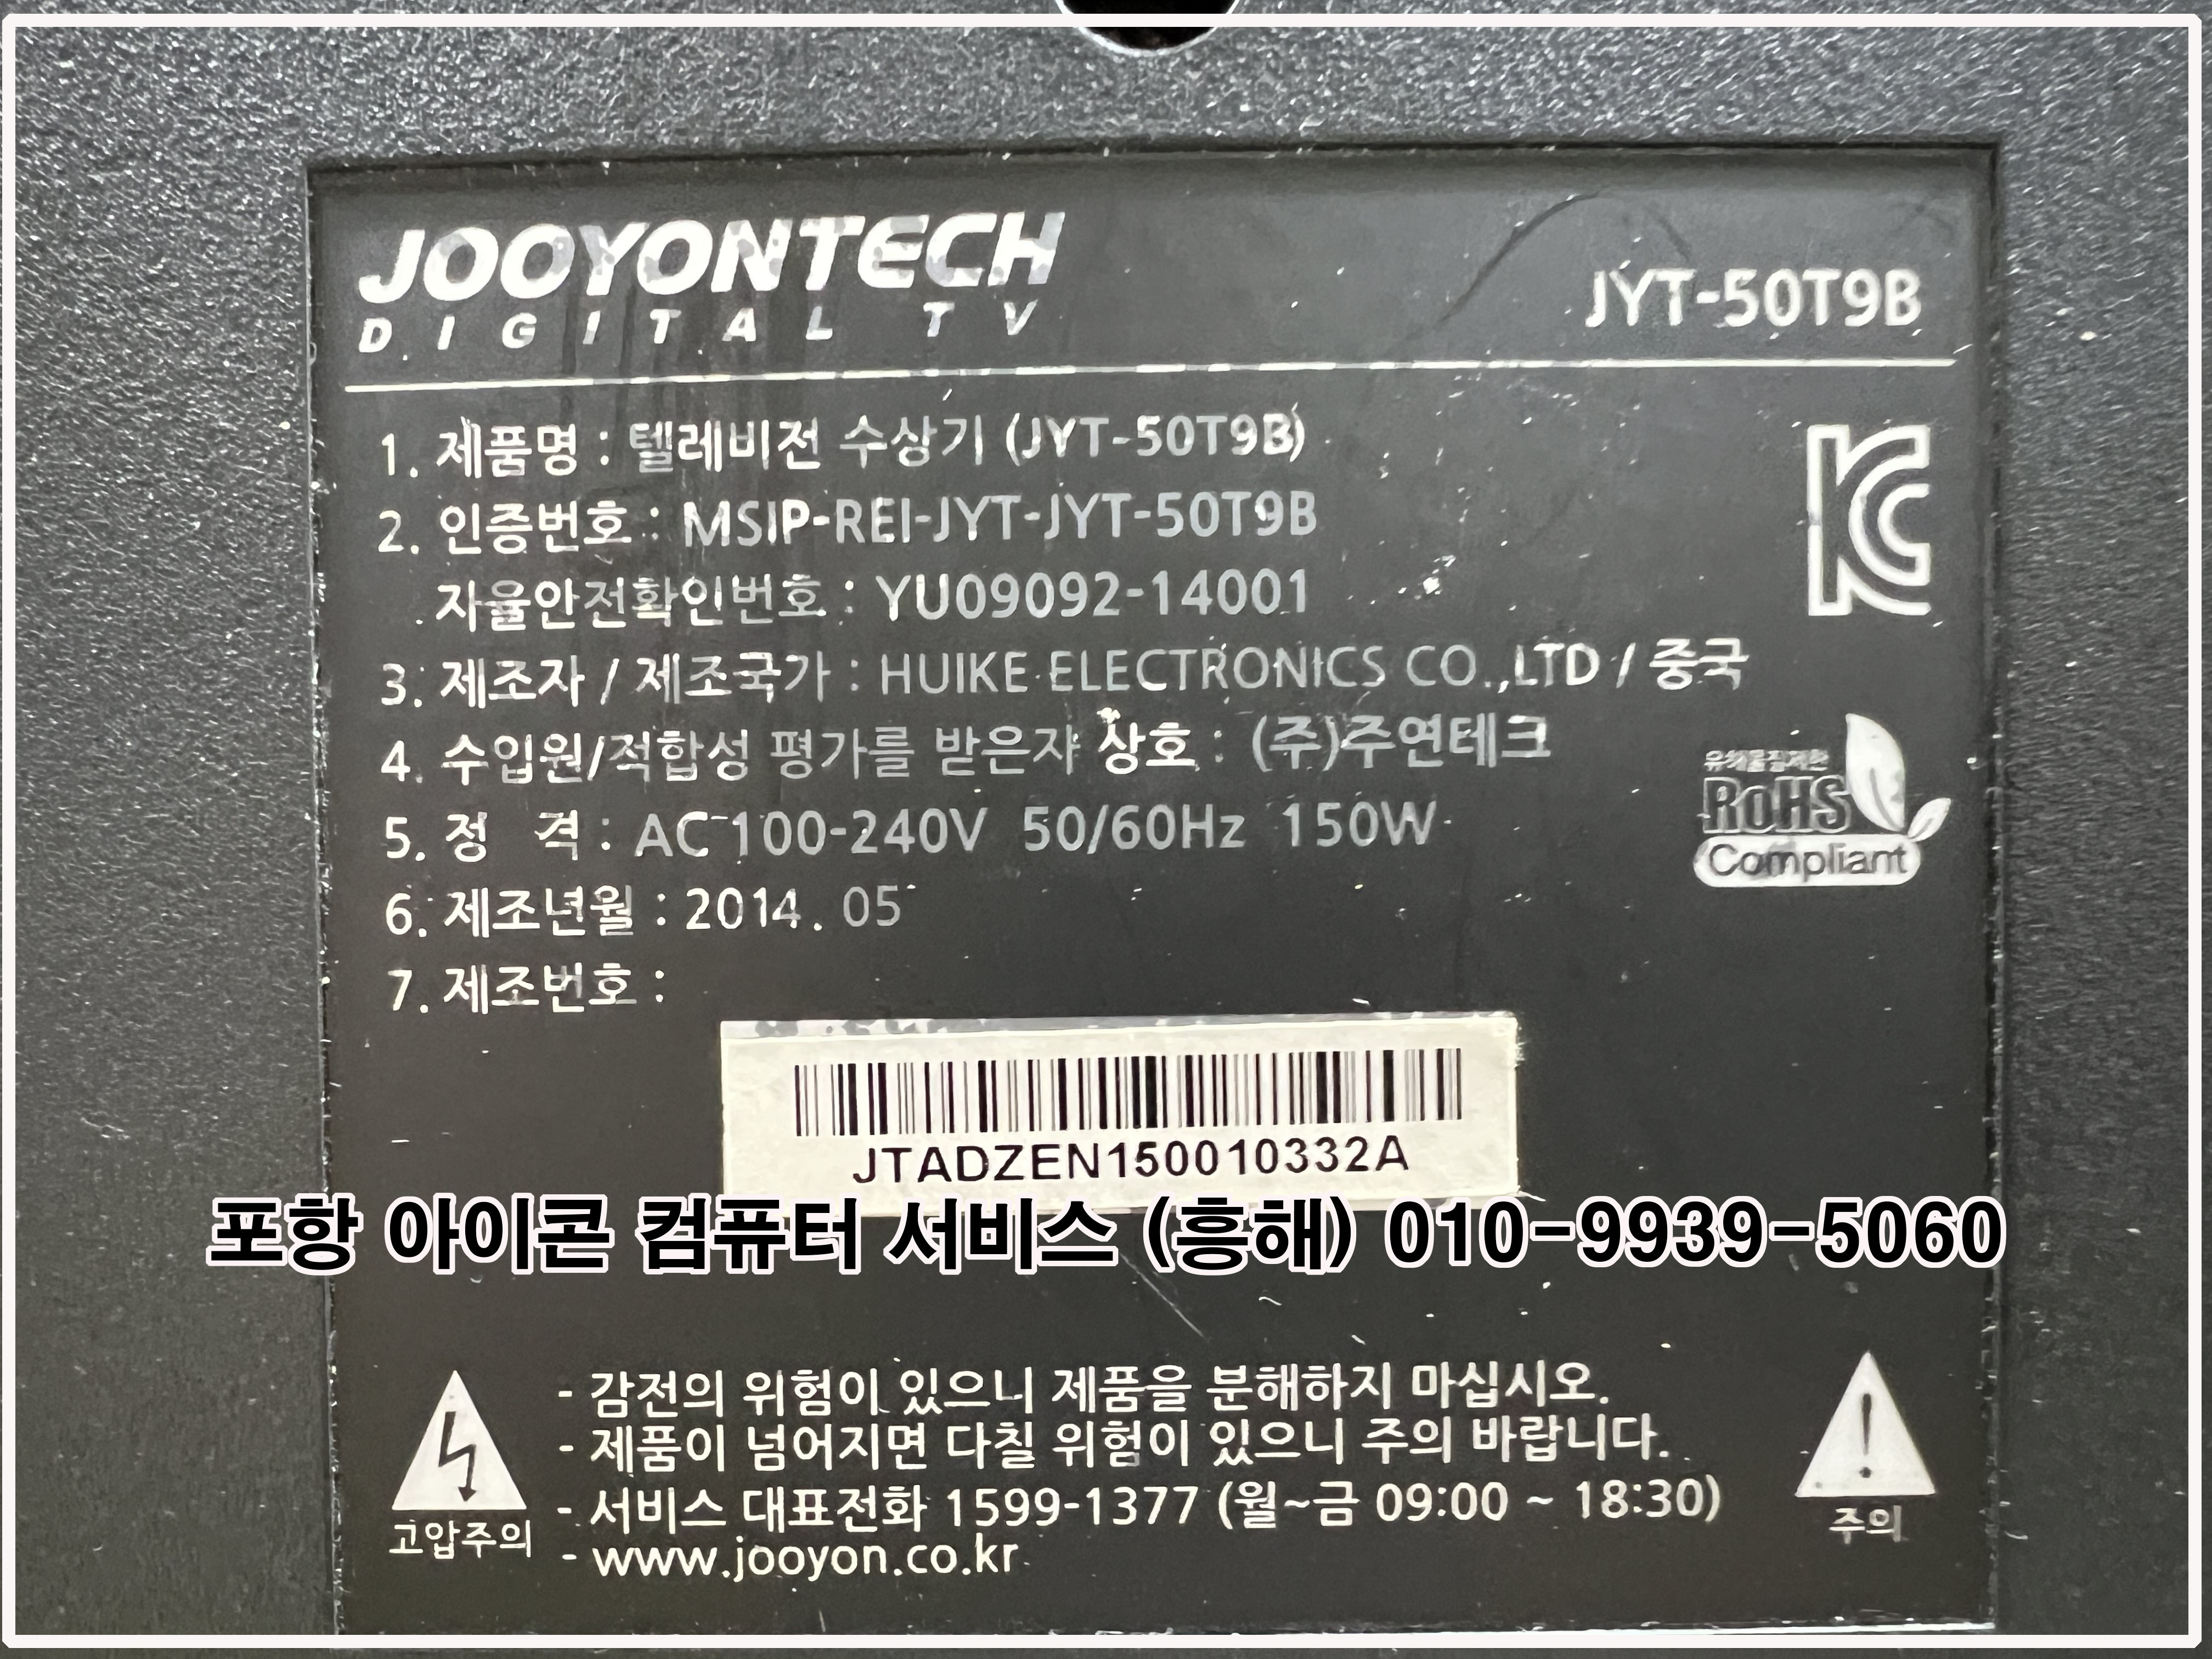 JOOYONTECH
DIGITAL TV
JYT-50T9B
1. 제품명 : 텔레비전 수상기 (JYT-50T9B)
2. 인증번호 : MSIP-REI-JYT-JYT-50T9B
자율안전확인번호 : YU09092-14001
3. 제조자 / 제조국가 : HUIKE ELECTRONICS CO.,LTD / 중국
4. 수입원/적합성 평가를 받은자 상호 : (주)주연테크
5. 정 격 : AC 100-240V 50/60Hz 150W
6. 제조년월 : 2014. 05
7. 제조번호 :
KC
유해물질제한
RoHS
Compliant
JTADZEN150010332A
포항 아이콘 컴퓨터 서비스 (흥해) 010-9939-5060
- 감전의 위험이 있으니 제품을 분해하지 마십시오.
- 제품이 넘어지면 다칠 위험이 있으니 주의 바랍니다.
- 서비스 대표전화 1599-1377 (월~금 09:00 ~ 18:30)
- www.jooyon.co.kr
고압주의
주의